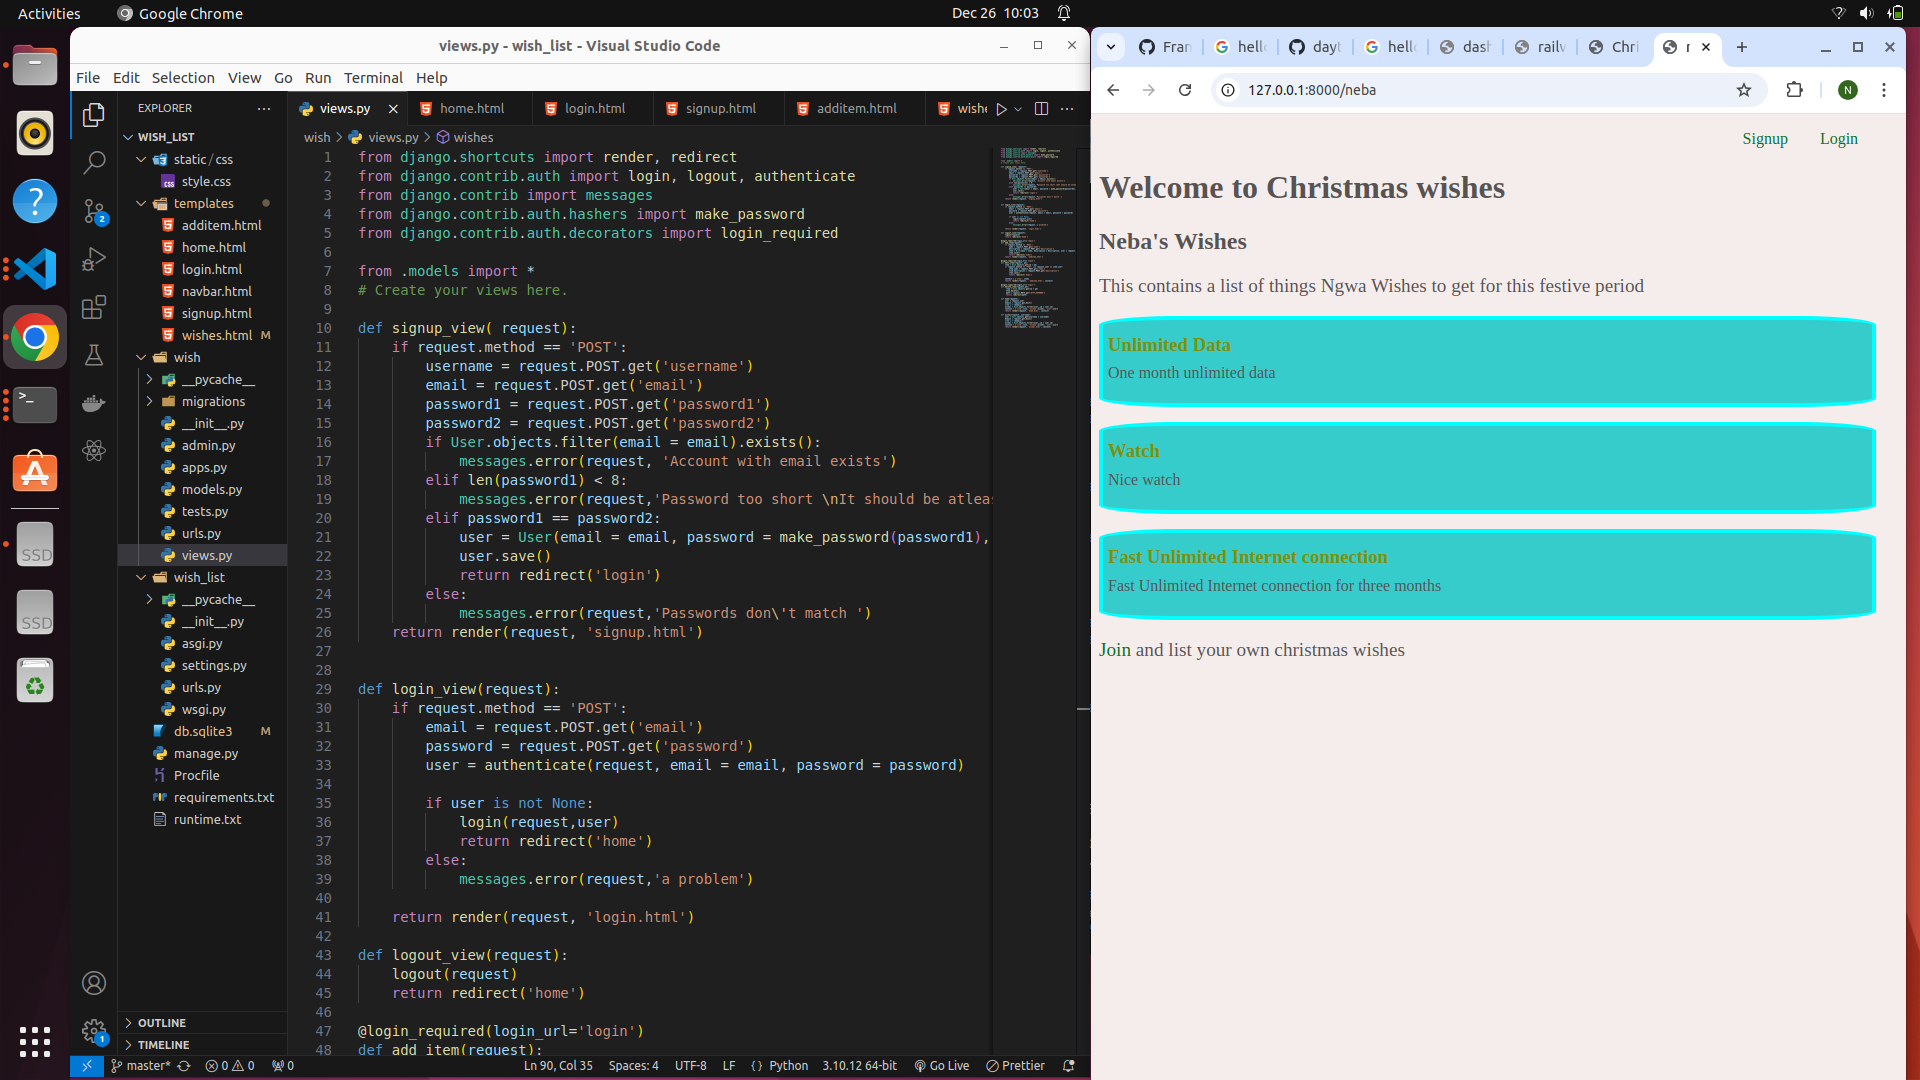 Activities
Google Chrome
Dec 26 10:03
views.py - wish_list - Visual Studio Code
File Edit Selection View Go Run Terminal Help
EXPLORER
WISH_LIST
static / css
style.css
templates
additem.html
home.html
login.html
navbar.html
signup.html
wishes.html M
wish
__pycache__
migrations
__init__.py
admin.py
apps.py
models.py
tests.py
urls.py
views.py
wish_list
__pycache__
__init__.py
asgi.py
settings.py
urls.py
wsgi.py
db.sqlite3 M
manage.py
Procfile
requirements.txt
runtime.txt
OUTLINE
TIMELINE
2
1
SSD
SSD
views.py home.html login.html signup.html additem.html wishe
wish > views.py > wishes
1 from django.shortcuts import render, redirect
2 from django.contrib.auth import login, logout, authenticate
3 from django.contrib import messages
4 from django.contrib.auth.hashers import make_password
5 from django.contrib.auth.decorators import login_required
6
7 from .models import *
8 # Create your views here.
9
10 def signup_view( request):
11 if request.method == 'POST':
12 username = request.POST.get('username')
13 email = request.POST.get('email')
14 password1 = request.POST.get('password1')
15 password2 = request.POST.get('password2')
16 if User.objects.filter(email = email).exists():
17 messages.error(request, 'Account with email exists')
18 elif len(password1) < 8:
19 messages.error(request,'Password too short \nIt should be atleas
20 elif password1 == password2:
21 user = User(email = email, password = make_password(password1),
22 user.save()
23 return redirect('login')
24 else:
25 messages.error(request,'Passwords don\'t match ')
26 return render(request, 'signup.html')
27
28
29 def login_view(request):
30 if request.method == 'POST':
31 email = request.POST.get('email')
32 password = request.POST.get('password')
33 user = authenticate(request, email = email, password = password)
34
35 if user is not None:
36 login(request,user)
37 return redirect('home')
38 else:
39 messages.error(request,'a problem')
40
41 return render(request, 'login.html')
42
43 def logout_view(request):
44 logout(request)
45 return redirect('home')
46
47 @login_required(login_url='login')
48 def add_item(request):
master* 0 0 0 Ln 90, Col 35 Spaces: 4 UTF-8 LF {} Python 3.10.12 64-bit Go Live Prettier
Fran hello dayt hello dash railw Chri
127.0.0.1:8000/neba
N
Signup Login
Welcome to Christmas wishes
Neba's Wishes
This contains a list of things Ngwa Wishes to get for this festive period
Unlimited Data
One month unlimited data
Watch
Nice watch
Fast Unlimited Internet connection
Fast Unlimited Internet connection for three months
Join and list your own christmas wishes